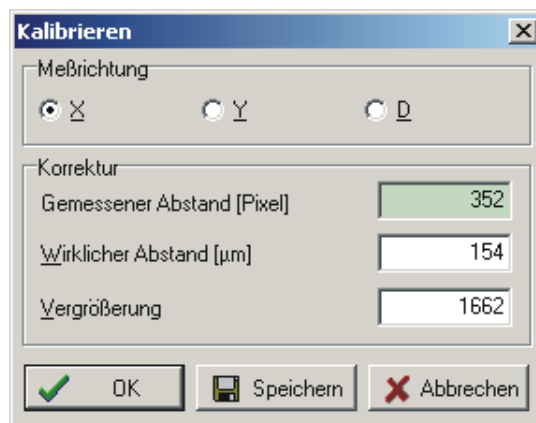 Kalibrieren
Meßrichtung
X Y D
Korrektur
Gemessener Abstand [Pixel] 352
Wirklicher Abstand [µm] 154
Vergrößerung 1662
OK Speichern Abbrechen